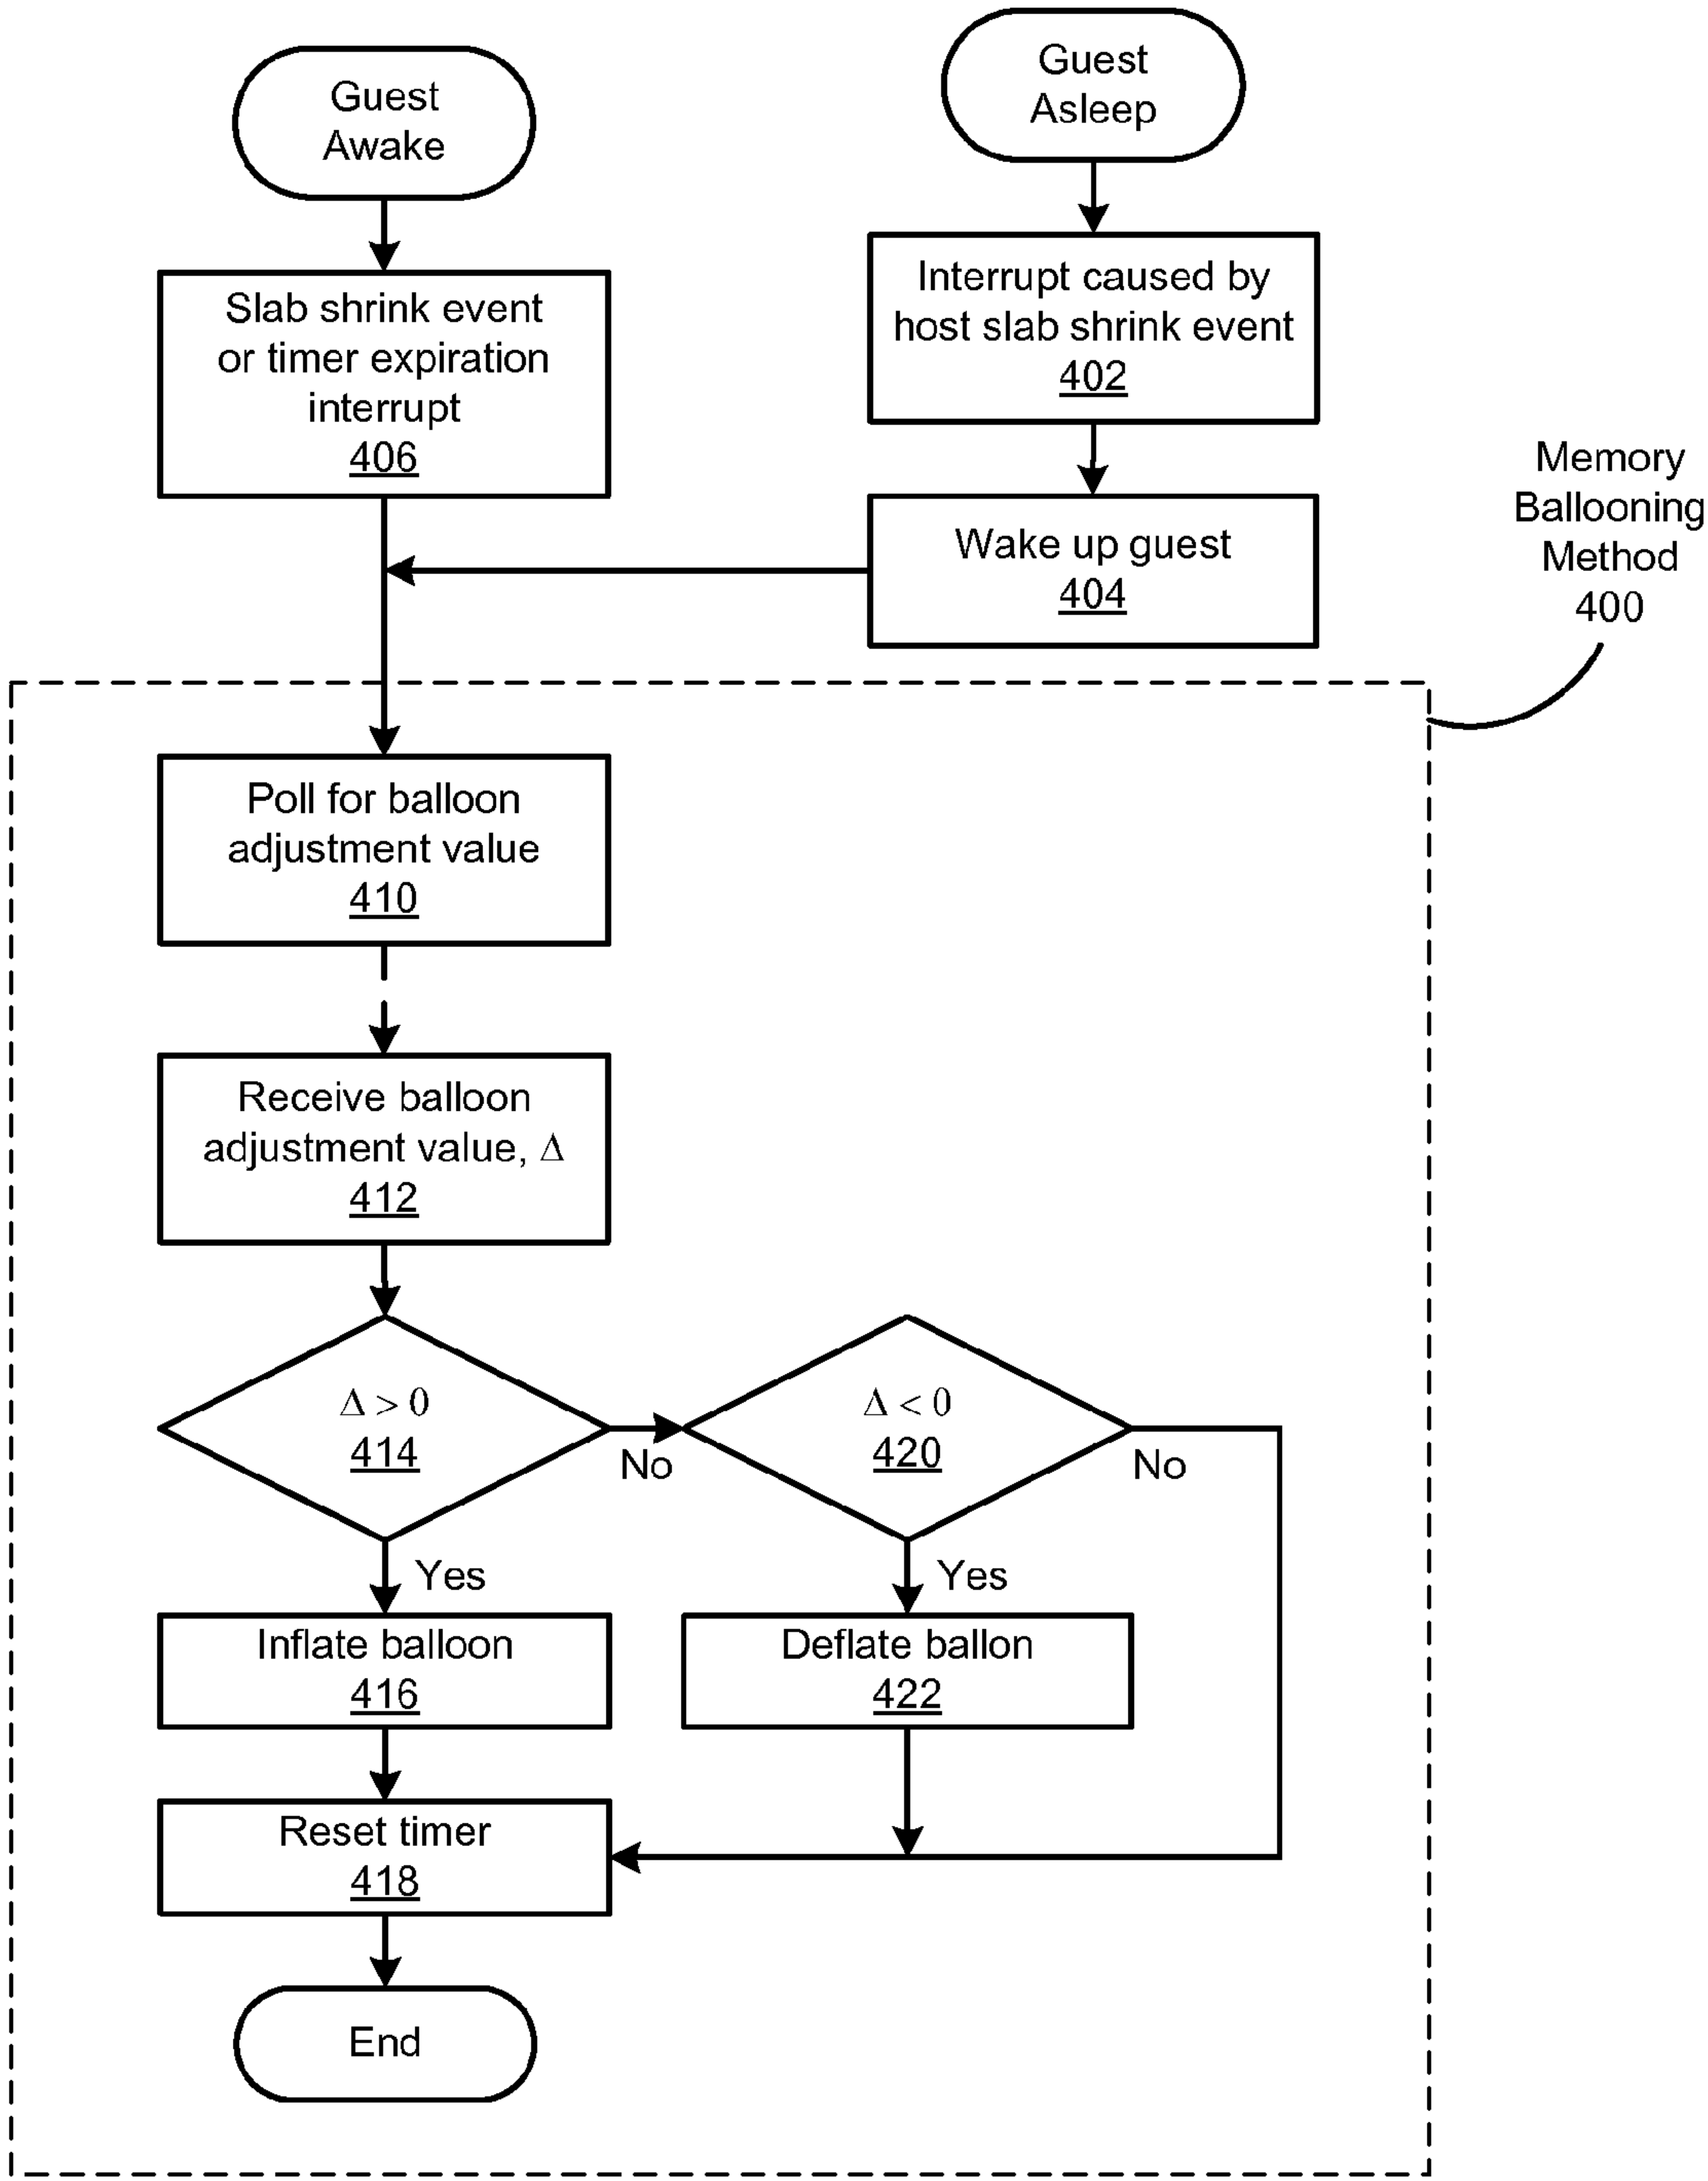 Guest
Awake
Guest
Asleep
Slab shrink event
or timer expiration
interrupt
406
Interrupt caused by
host slab shrink event
402
Wake up guest
404
Memory
Ballooning
Method
400
Poll for balloon
adjustment value
410
Receive balloon
adjustment value, Δ
412
Δ > 0
414
No
Δ < 0
420
No
Yes
Yes
Inflate balloon
416
Deflate ballon
422
Reset timer
418
End